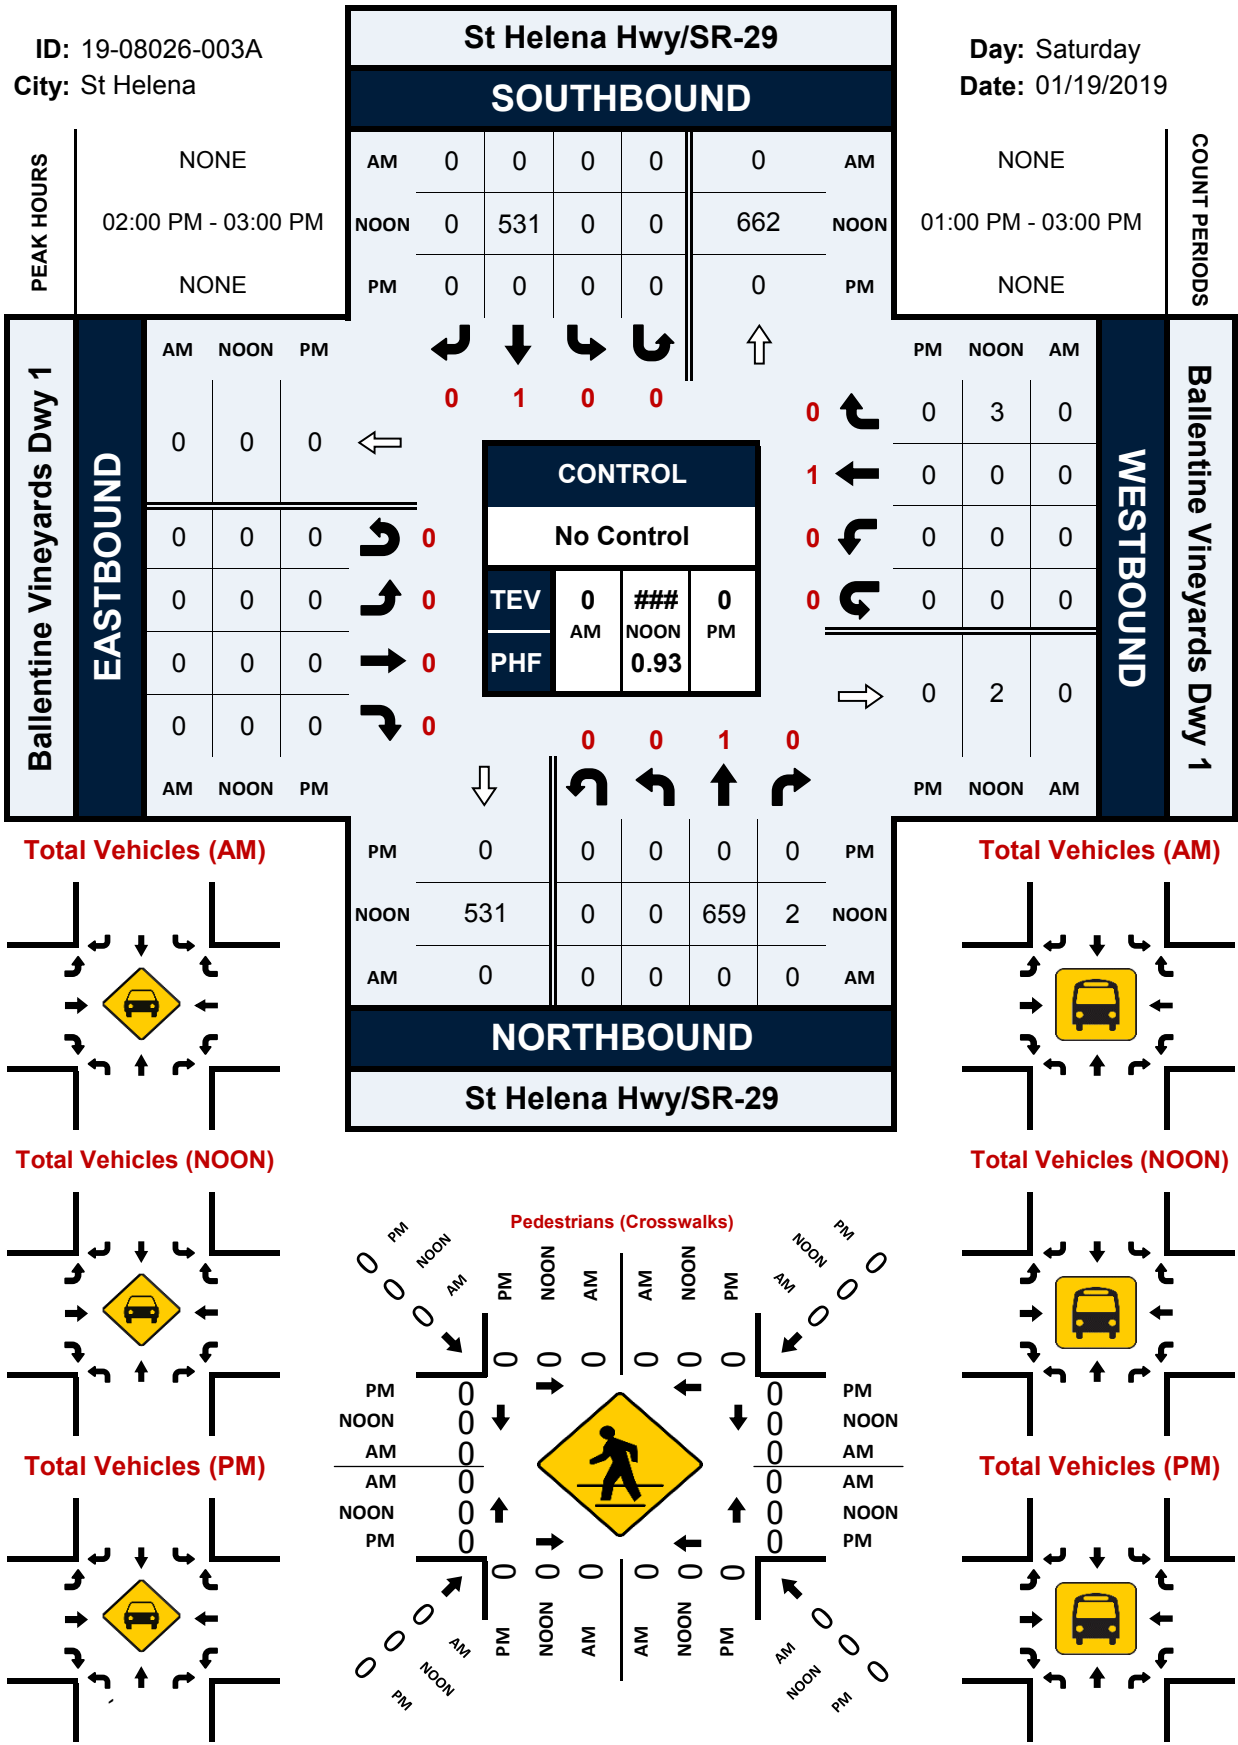 ID: 19-08026-003A
City: St Helena
St Helena Hwy/SR-29
SOUTHBOUND
Day: Saturday
Date: 01/19/2019
PEAK HOURS
NONE
02:00 PM - 03:00 PM
NONE
AM 0 0 0 0 0 AM
NOON 0 531 0 0 662 NOON
PM 0 0 0 0 0 PM
NONE
01:00 PM - 03:00 PM
NONE
COUNT PERIODS
0 1 0 0
Ballentine Vineyards Dwy 1
EASTBOUND
AM NOON PM
0 0 0
0 0 0 0
0 0 0 0
0 0 0 0
0 0 0 0
AM NOON PM
CONTROL
No Control
TEV 0 ### 0
AM NOON PM
PHF 0.93
PM NOON AM
0 0 3 0
1 0 0 0
0 0 0 0
0 0 0 0
0 2 0
PM NOON AM
WESTBOUND
Ballentine Vineyards Dwy 1
0 0 1 0
PM 0 0 0 0 0 PM
NOON 531 0 0 659 2 NOON
AM 0 0 0 0 0 AM
NORTHBOUND
St Helena Hwy/SR-29
Total Vehicles (AM)
Total Vehicles (AM)
Total Vehicles (NOON)
Total Vehicles (NOON)
Total Vehicles (PM)
Total Vehicles (PM)
Pedestrians (Crosswalks)
0 PM
0 NOON
0 AM
PM NOON AM AM NOON PM
PM 0
NOON 0
AM 0
0 0 0 0 0 0
PM 0 0 PM
NOON 0 0 NOON
AM 0 0 AM
AM 0 0 AM
NOON 0 0 NOON
PM 0 0 PM
0 0 0 0 0 0
PM NOON AM AM NOON PM
0 AM
0 NOON
0 PM
AM 0
NOON 0
PM 0